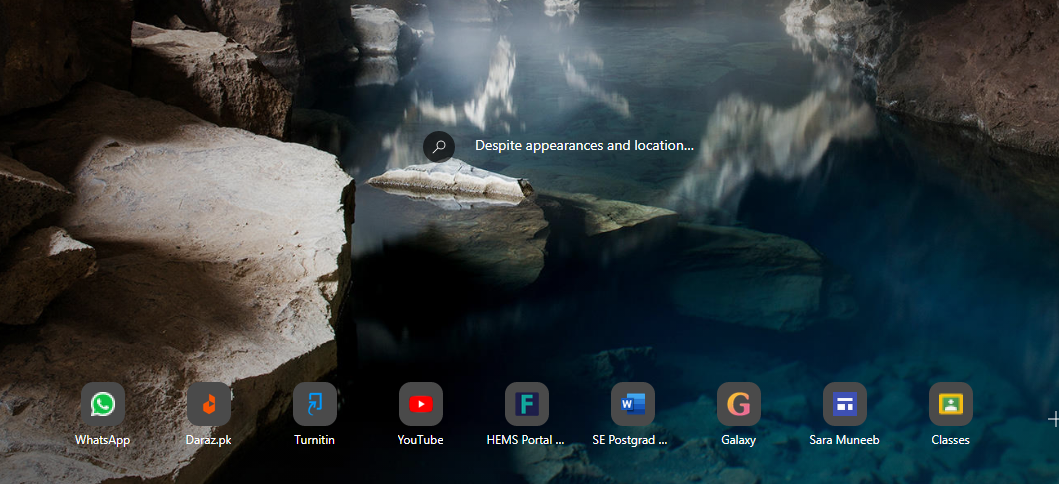 Despite appearances and location...
WhatsApp
Daraz.pk
Turnitin
YouTube
HEMS Portal ...
SE Postgrad ...
Galaxy
Sara Muneeb
Classes